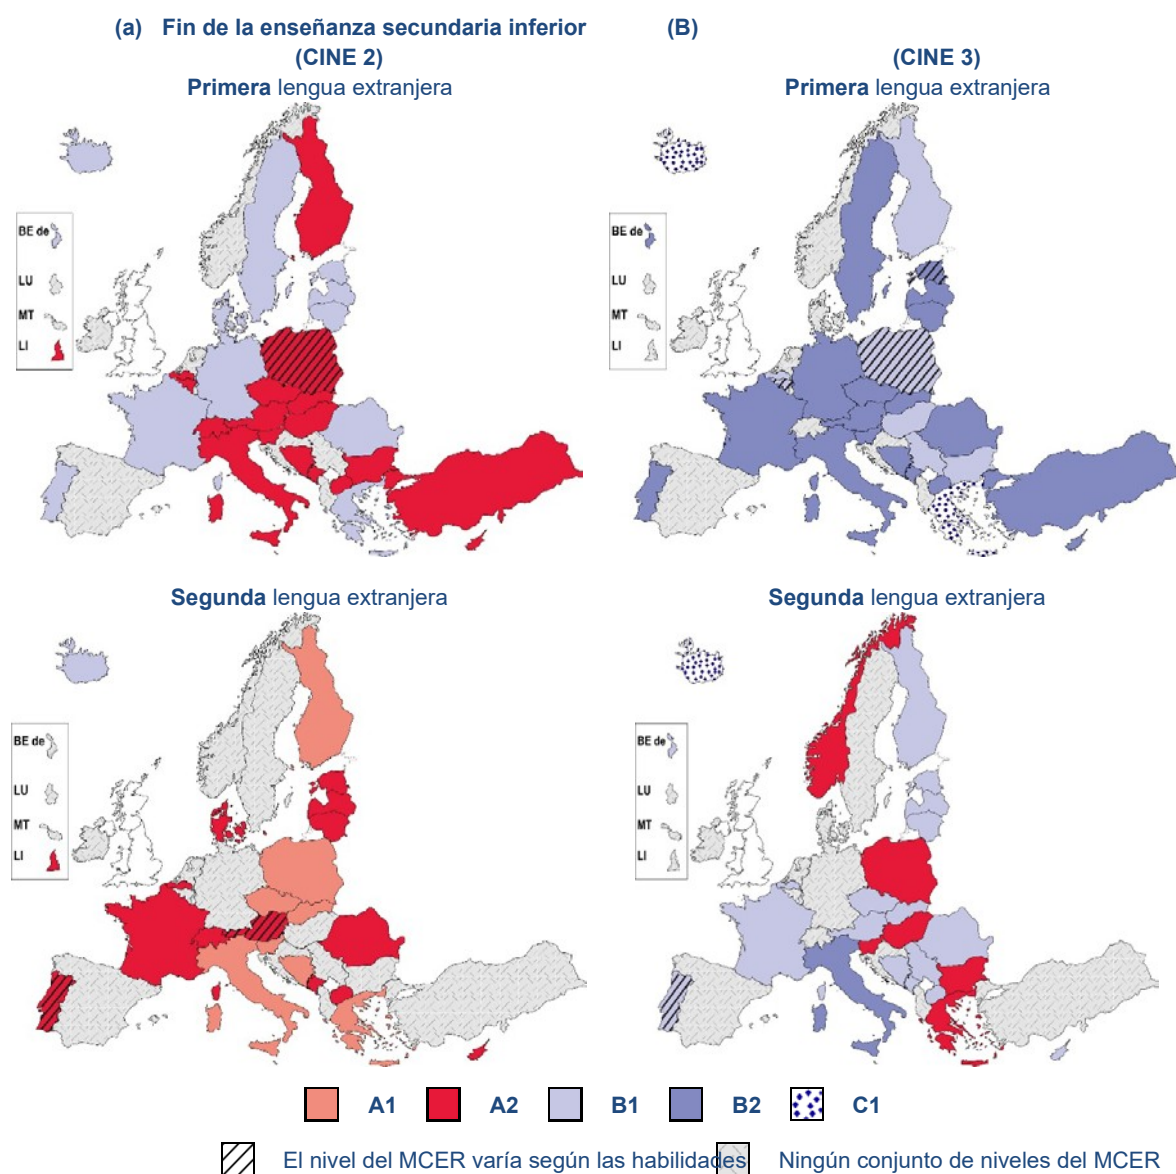 (a) Fin de la enseñanza secundaria inferior
(CINE 2)
Primera lengua extranjera
(B)
(CINE 3)
Primera lengua extranjera
BE de
LU
MT
LI
BE de
LU
MT
LI
Segunda lengua extranjera
Segunda lengua extranjera
BE de
LU
MT
LI
BE de
LU
MT
LI
A1 A2 B1 B2 C1
El nivel del MCER varía según las habilidades Ningún conjunto de niveles del MCER